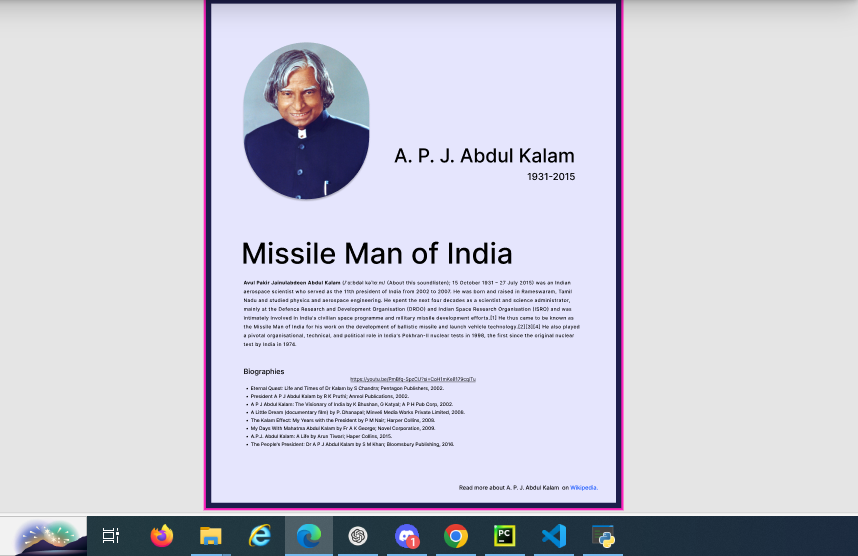 A. P. J. Abdul Kalam
1931-2015
Missile Man of India
Avul Pakir Jainulabdeen Abdul Kalam (/ˈɑːbdəl kəˈlɑːm/ (About this soundlisten); 15 October 1931 – 27 July 2015) was an Indian
aerospace scientist who served as the 11th president of India from 2002 to 2007. He was born and raised in Rameswaram, Tamil
Nadu and studied physics and aerospace engineering. He spent the next four decades as a scientist and science administrator,
mainly at the Defence Research and Development Organisation (DRDO) and Indian Space Research Organisation (ISRO) and was
intimately involved in India's civilian space programme and military missile development efforts.[1] He thus came to be known as
the Missile Man of India for his work on the development of ballistic missile and launch vehicle technology.[2][3][4] He also played
a pivotal organisational, technical, and political role in India's Pokhran-II nuclear tests in 1998, the first since the original nuclear
test by India in 1974.
Biographies
• Eternal Quest: Life and Times of Dr Kalam by S Chandra; Pentagon Publishers, 2002.
• President A P J Abdul Kalam by R K Pruthi; Anmol Publications, 2002.
• A P J Abdul Kalam: The Visionary of India by K Bhushan, G Katyal; A P H Pub Corp, 2002.
• A Little Dream (documentary film) by P. Dhanapal; Minveli Media Works Private Limited, 2008.
• The Kalam Effect: My Years with the President by P M Nair; Harper Collins, 2008.
• My Days With Mahatma Abdul Kalam by Fr A K George; Novel Corporation, 2009.
• A.P.J. Abdul Kalam: A Life by Arun Tiwari; Haper Collins, 2015.
• The People's President: Dr A P J Abdul Kalam by S M Khan; Bloomsbury Publishing, 2016.
Read more about A. P. J. Abdul Kalam on Wikipedia.
1
PC